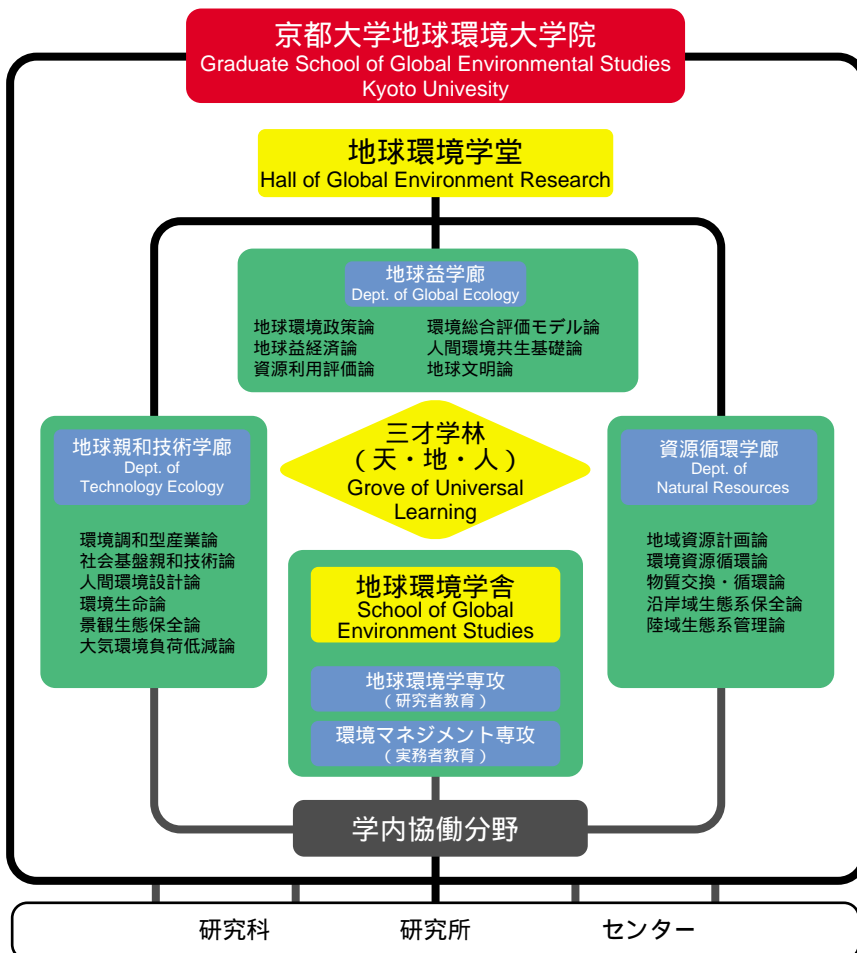 京都大学地球環境大学院
Graduate School of Global Environmental Studies
Kyoto Univesity
地球環境学堂
Hall of Global Environment Research
地球益学廊
Dept. of Global Ecology
地球環境政策論
地球益経済論
資源利用評価論
環境総合評価モデル論
人間環境共生基礎論
地球文明論
地球親和技術学廊
Dept. of
Technology Ecology
環境調和型産業論
社会基盤親和技術論
人間環境設計論
環境生命論
景観生態保全論
大気環境負荷低減論
三才学林
（天・地・人）
Grove of Universal
Learning
資源循環学廊
Dept. of
Natural Resources
地域資源計画論
環境資源循環論
物質交換・循環論
沿岸域生態系保全論
陸域生態系管理論
地球環境学舎
School of Global
Environment Studies
地球環境学専攻
（研究者教育）
環境マネジメント専攻
（実務者教育）
学内協働分野
研究科 研究所 センター